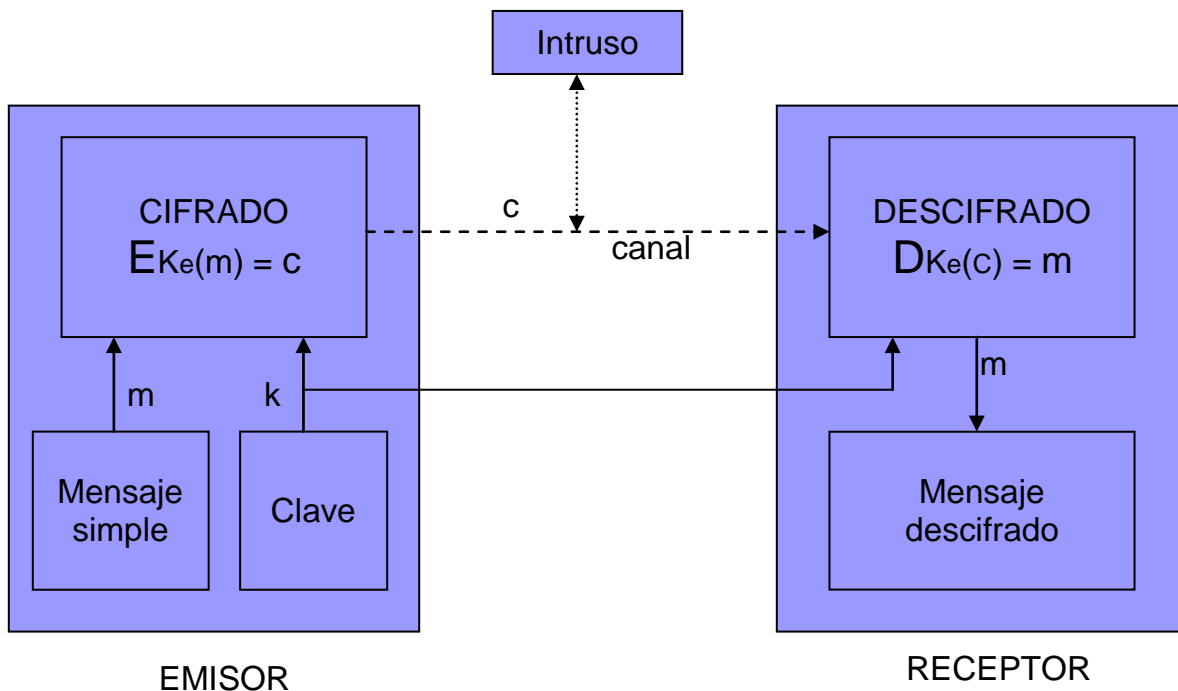 Intruso
CIFRADO
EKe(m) = c
c
canal
DESCIFRADO
DKe(C) = m
m
k
m
Mensaje
simple
Clave
Mensaje
descifrado
EMISOR
RECEPTOR